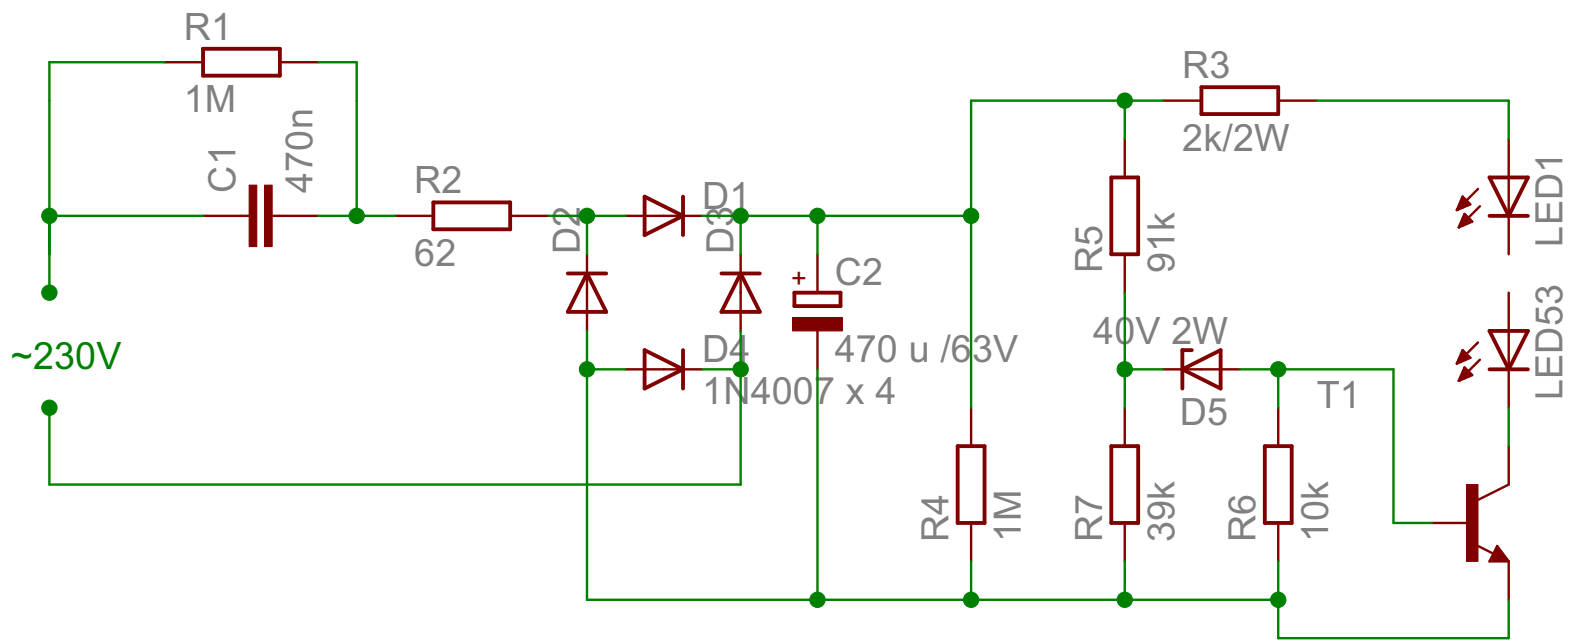 R1
1M
C1
470n
~230V
R2
62
D2
D1
D3
D4
1N4007 x 4
+
C2
470 u /63V
R4
1M
R5
91k
R3
2k/2W
40V 2W
D5
R7
39k
R6
10k
T1
LED1
LED53